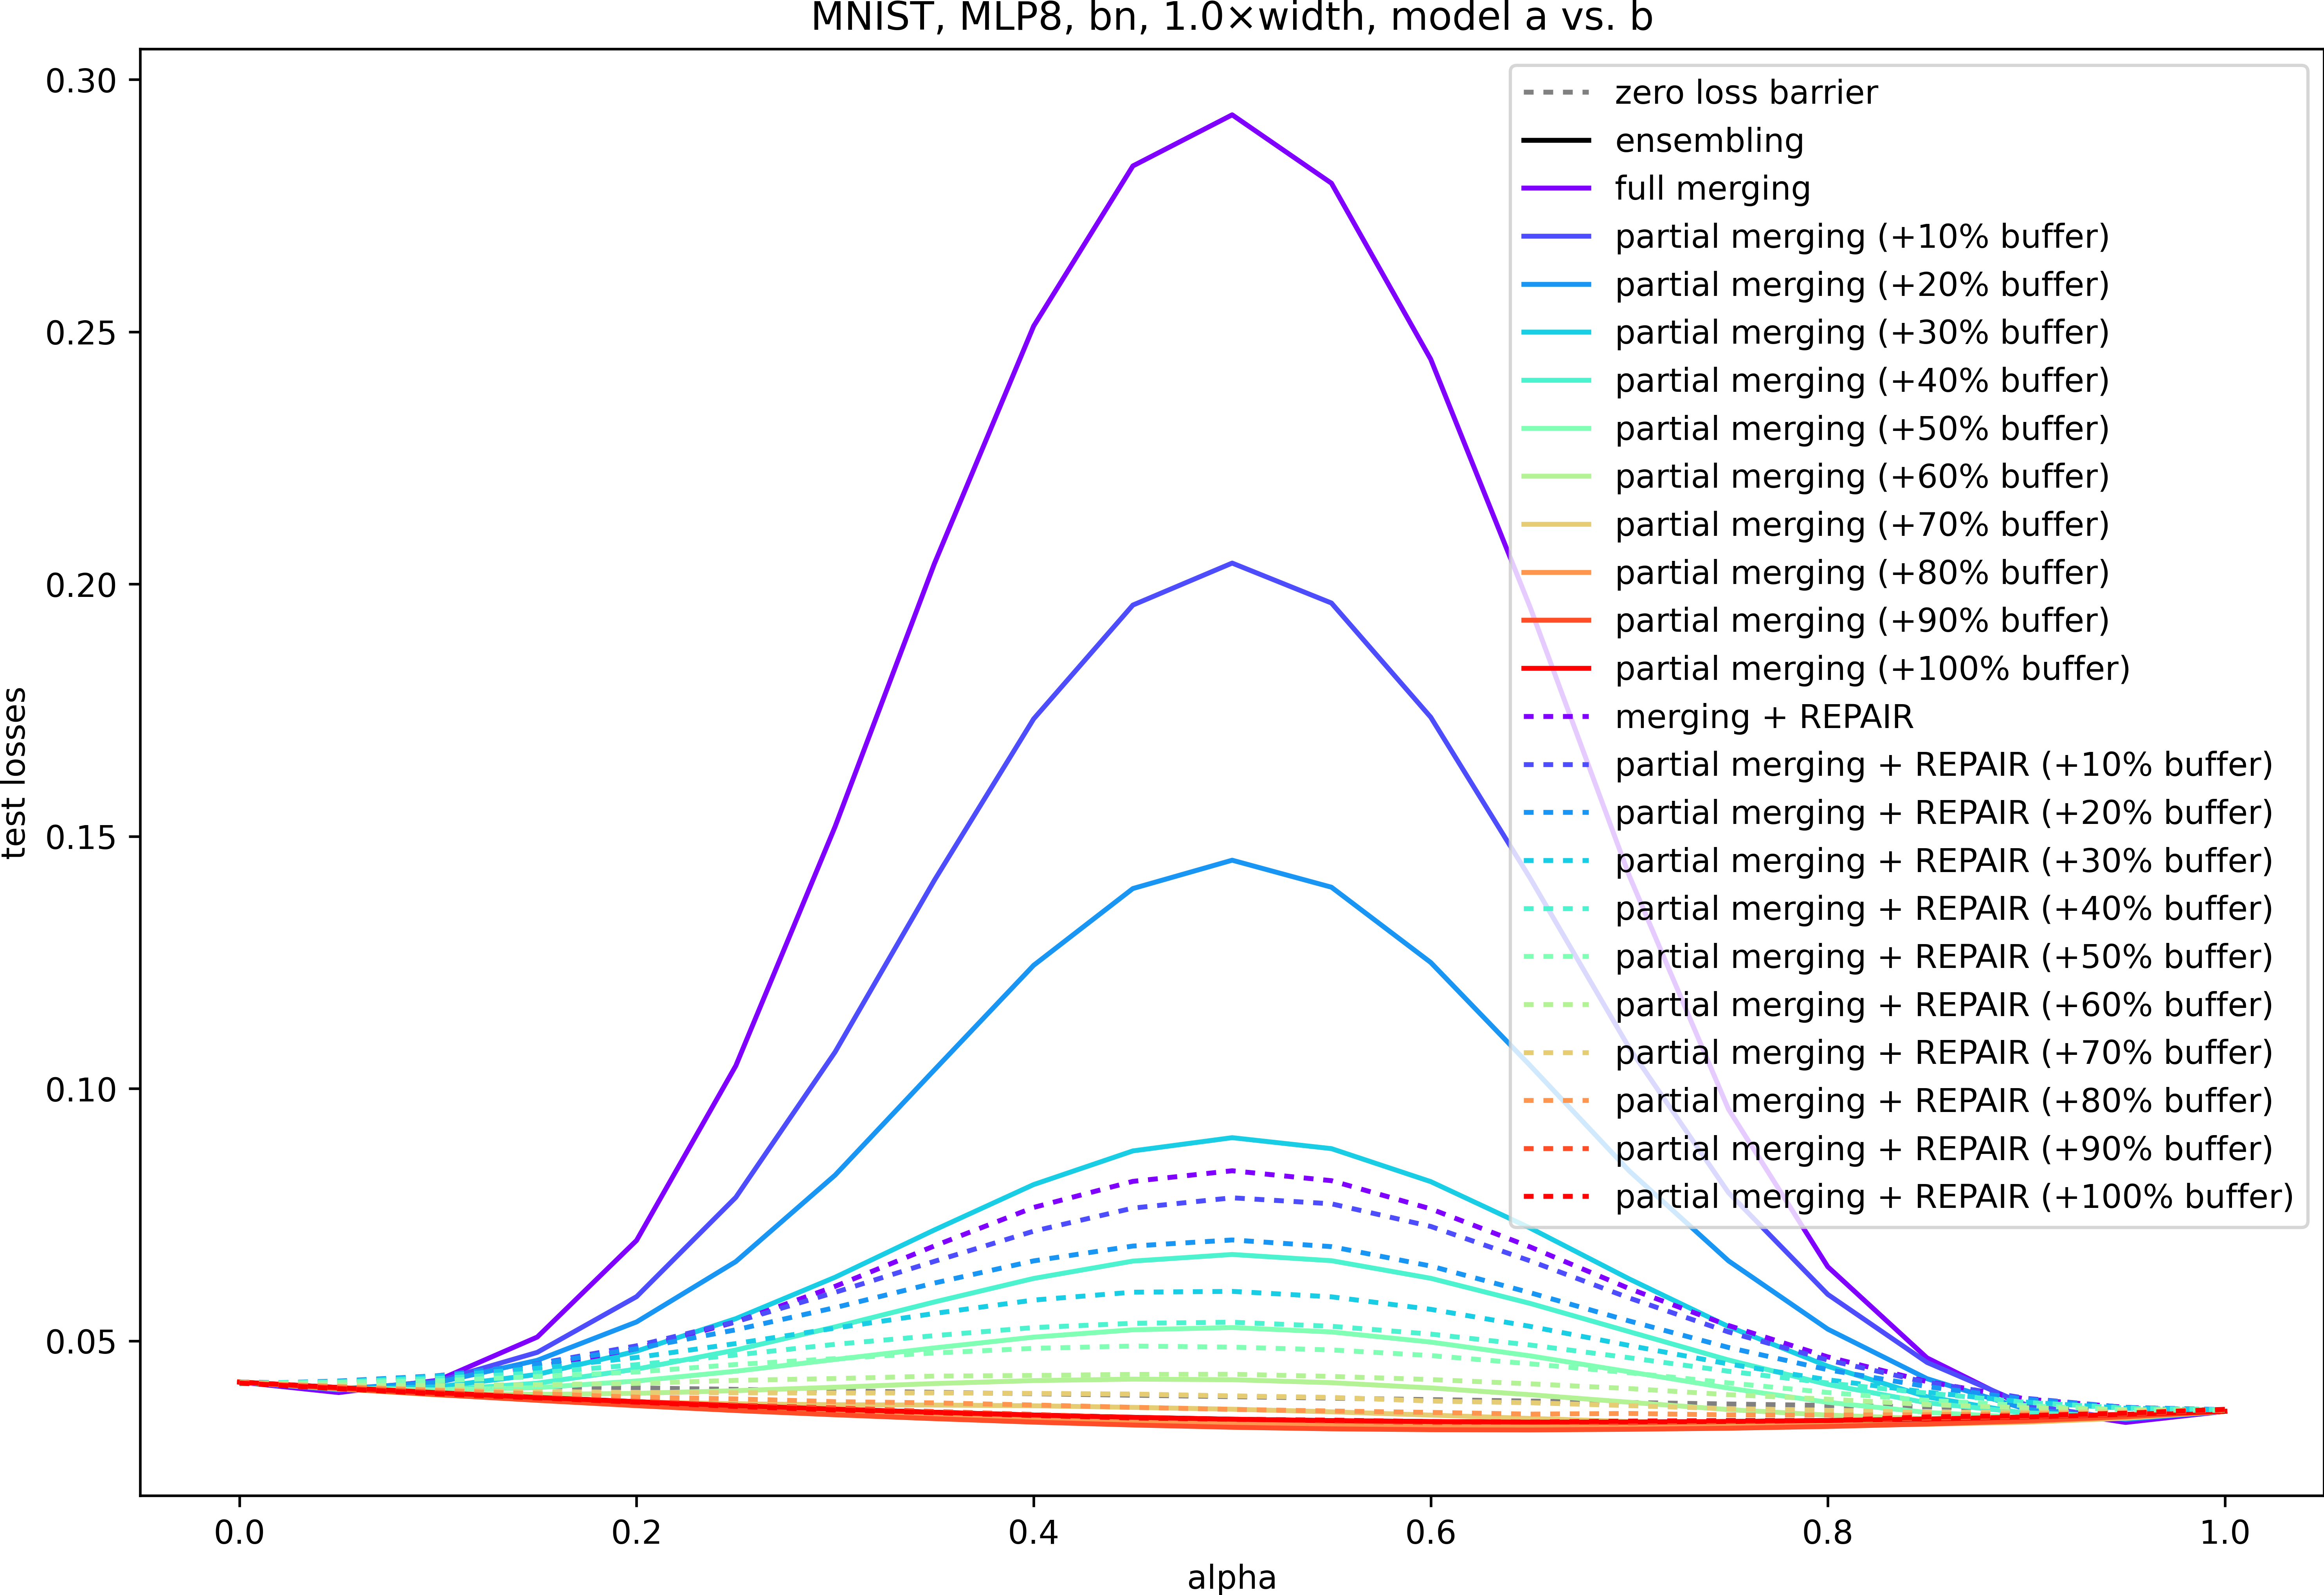 MNIST, MLP8, bn, 1.0×width, model a vs. b
0.30
0.25
0.20
0.15
0.10
0.05
test losses
zero loss barrier
ensembling
full merging
partial merging (+10% buffer)
partial merging (+20% buffer)
partial merging (+30% buffer)
partial merging (+40% buffer)
partial merging (+50% buffer)
partial merging (+60% buffer)
partial merging (+70% buffer)
partial merging (+80% buffer)
partial merging (+90% buffer)
partial merging (+100% buffer)
merging + REPAIR
partial merging + REPAIR (+10% buffer)
partial merging + REPAIR (+20% buffer)
partial merging + REPAIR (+30% buffer)
partial merging + REPAIR (+40% buffer)
partial merging + REPAIR (+50% buffer)
partial merging + REPAIR (+60% buffer)
partial merging + REPAIR (+70% buffer)
partial merging + REPAIR (+80% buffer)
partial merging + REPAIR (+90% buffer)
partial merging + REPAIR (+100% buffer)
0.0 0.2 0.4 0.6 0.8 1.0
alpha